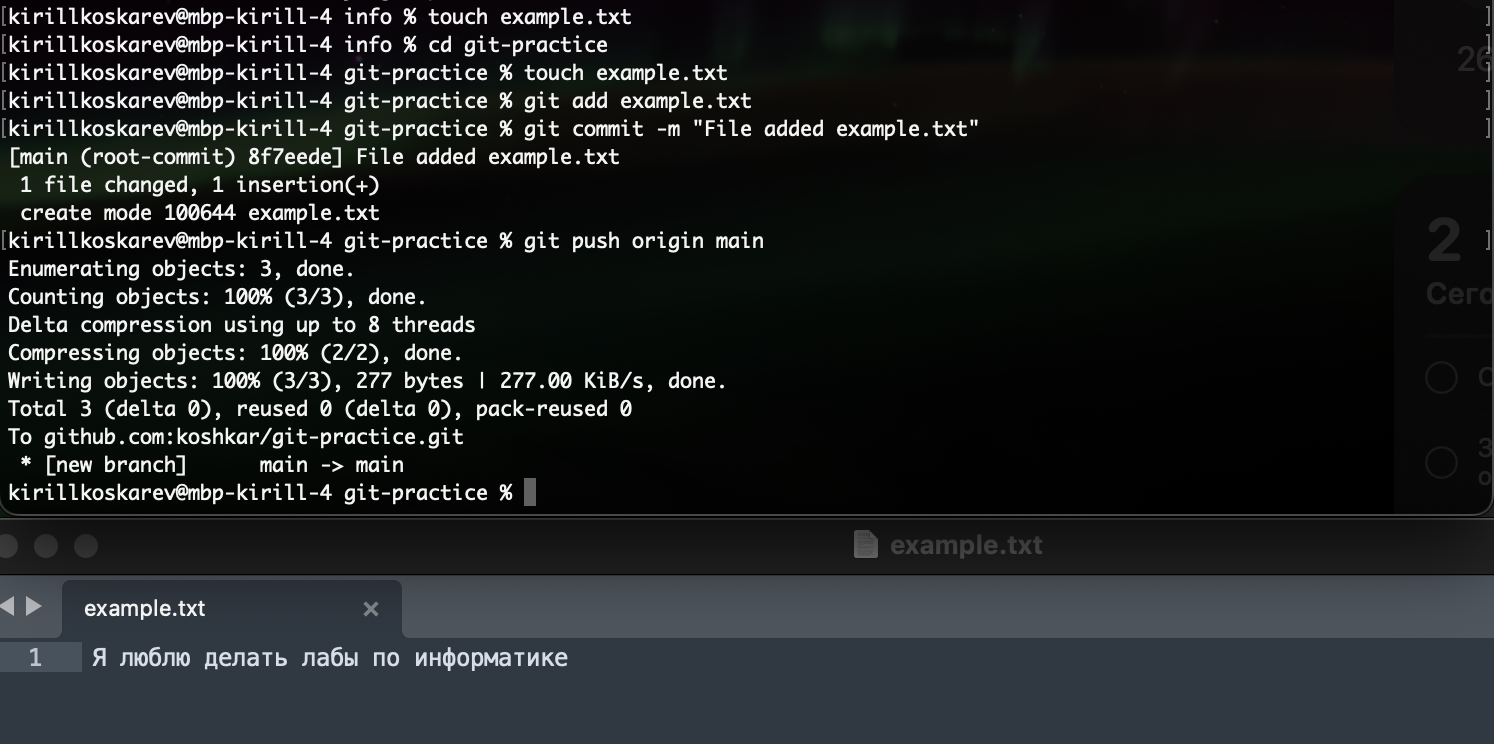 [kirillkoskarev@mbp-kirill-4 info % touch example.txt ]
[kirillkoskarev@mbp-kirill-4 info % cd git-practice ]
[kirillkoskarev@mbp-kirill-4 git-practice % touch example.txt ]
[kirillkoskarev@mbp-kirill-4 git-practice % git add example.txt ]
[kirillkoskarev@mbp-kirill-4 git-practice % git commit -m "File added example.txt" ]
[main (root-commit) 8f7eede] File added example.txt
1 file changed, 1 insertion(+)
create mode 100644 example.txt
[kirillkoskarev@mbp-kirill-4 git-practice % git push origin main ]
Enumerating objects: 3, done.
Counting objects: 100% (3/3), done.
Delta compression using up to 8 threads
Compressing objects: 100% (2/2), done.
Writing objects: 100% (3/3), 277 bytes | 277.00 KiB/s, done.
Total 3 (delta 0), reused 0 (delta 0), pack-reused 0
To github.com:koshkar/git-practice.git
* [new branch]      main -> main
kirillkoskarev@mbp-kirill-4 git-practice %
26
2
example.txt
example.txt ×
1 Я люблю делать лабы по информатике